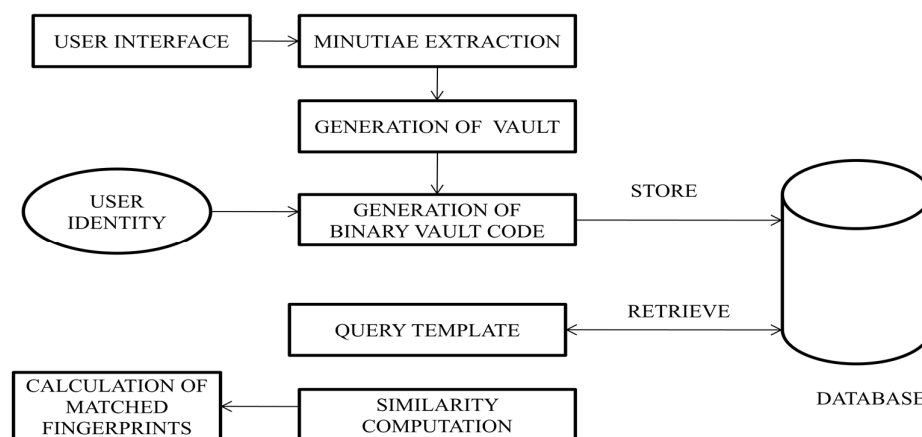 USER INTERFACE
MINUTIAE EXTRACTION
GENERATION OF VAULT
USER
IDENTITY
GENERATION OF
BINARY VAULT CODE
STORE
QUERY TEMPLATE
RETRIEVE
DATABASE
CALCULATION OF
MATCHED
FINGERPRINTS
SIMILARITY
COMPUTATION